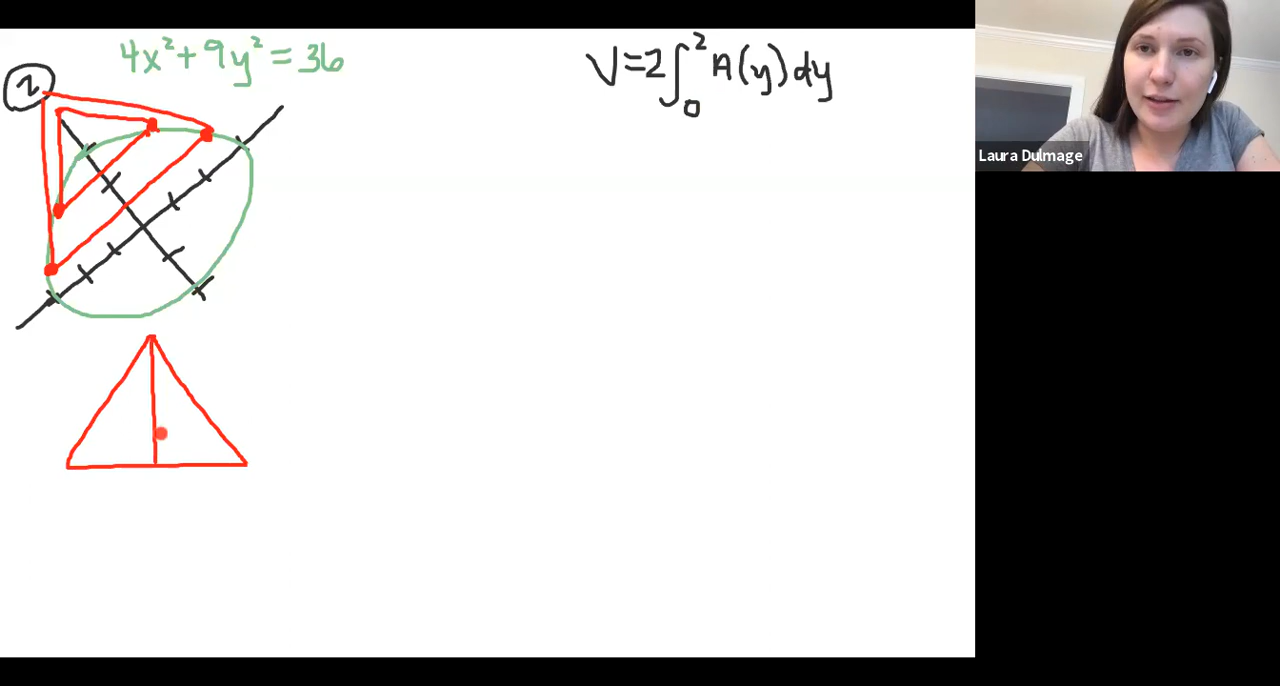 4x² + 9y² = 36
V = 2∫₀² A(y) dy
2
Laura Dulmage